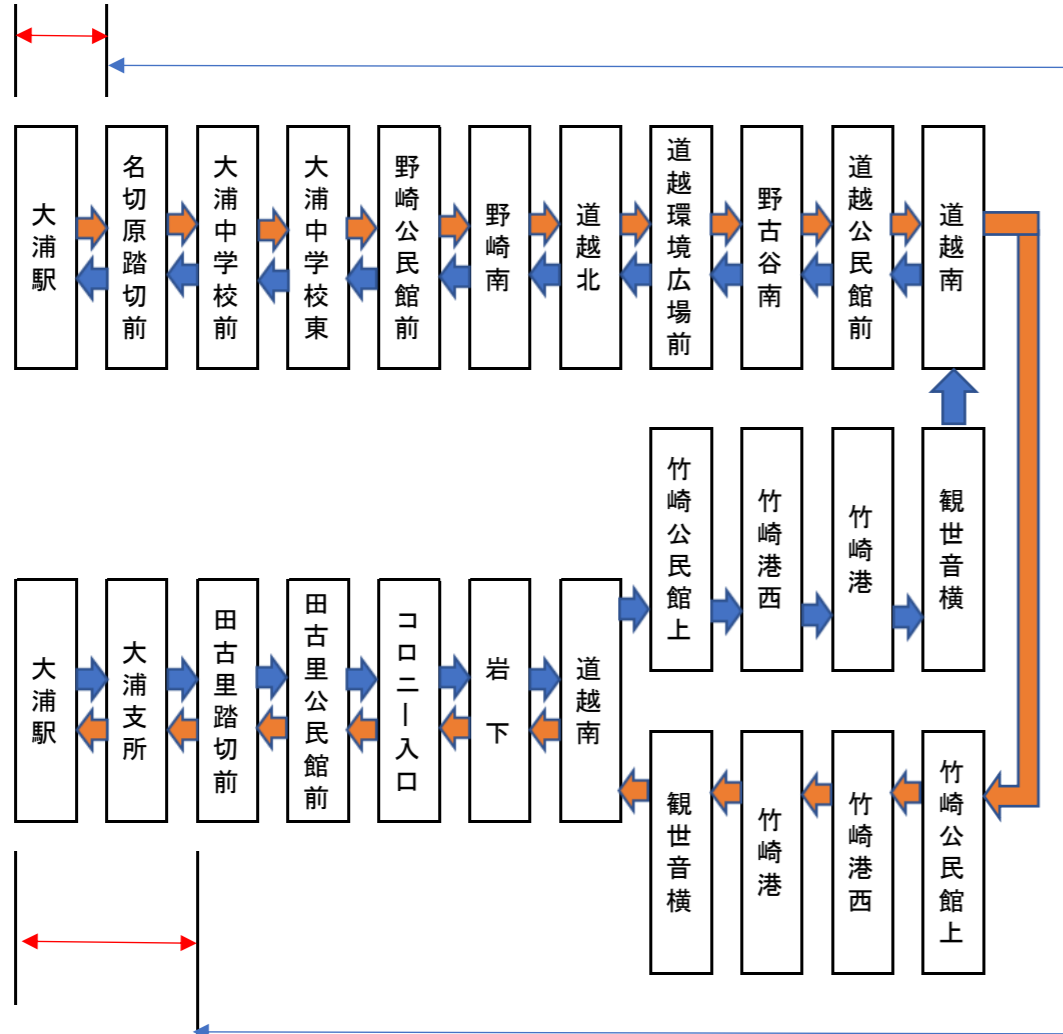 大浦駅
名切原踏切前
大浦中学校前
大浦中学校東
野崎公民館前
野崎南
道越北
道越環境広場前
野古谷南
道越公民館前
道越南
竹崎公民館上
竹崎港西
竹崎港
観世音横
大浦駅
大浦支所
田古里踏切前
田古里公民館前
コロニー入口
岩下
道越南
観世音横
竹崎港
竹崎港西
竹崎公民館上